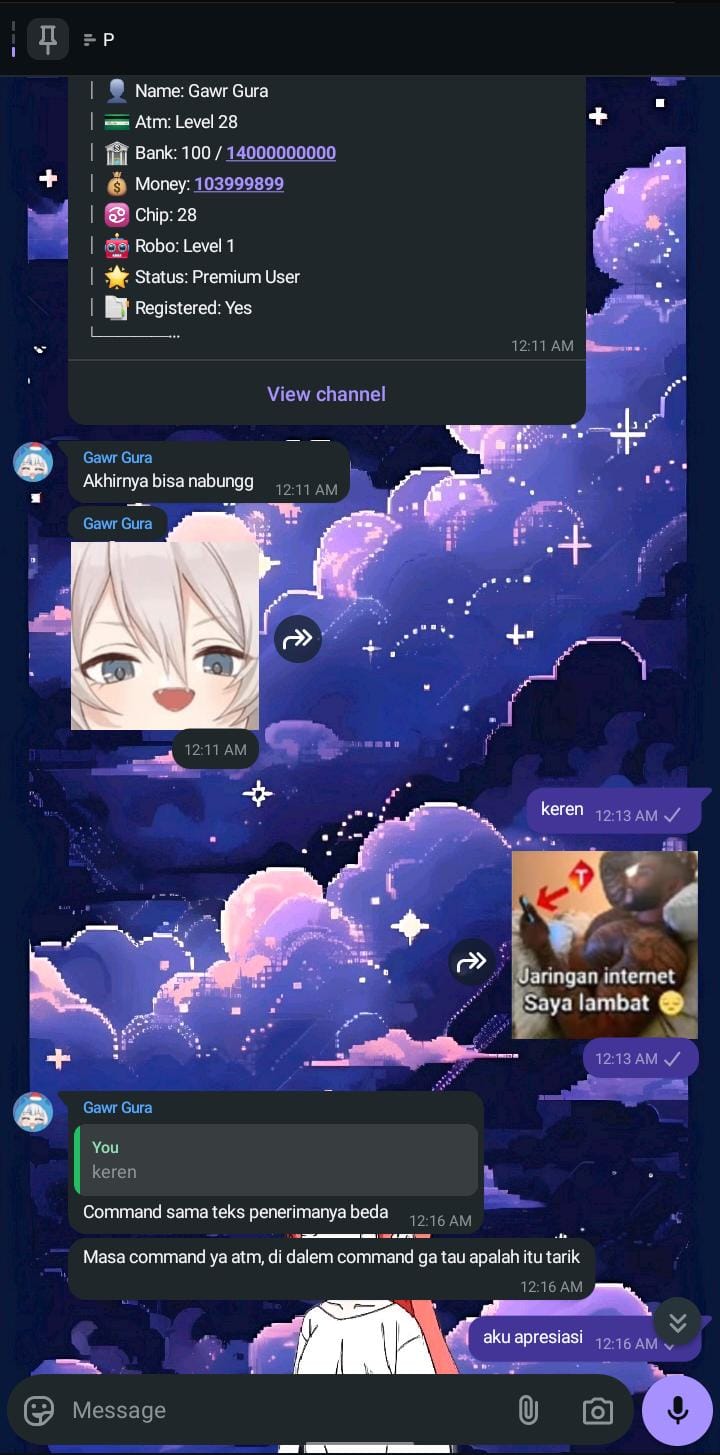 P
| 👤 Name: Gawr Gura
| 💳 Atm: Level 28
| 🏦 Bank: 100 / 14000000000
| 💰 Money: 103999899
| ♋ Chip: 28
| 🤖 Robo: Level 1
| 🌟 Status: Premium User
| 📑 Registered: Yes
└───────···
12:11 AM
View channel
Gawr Gura
Akhirnya bisa nabungg 12:11 AM
Gawr Gura
12:11 AM
keren 12:13 AM
T
Jaringan internet
Saya lambat 😔
12:13 AM
Gawr Gura
You
keren
Command sama teks penerimanya beda 12:16 AM
Masa command ya atm, di dalem command ga tau apalah itu tarik
12:16 AM
aku apresiasi 12:16 AM
Message